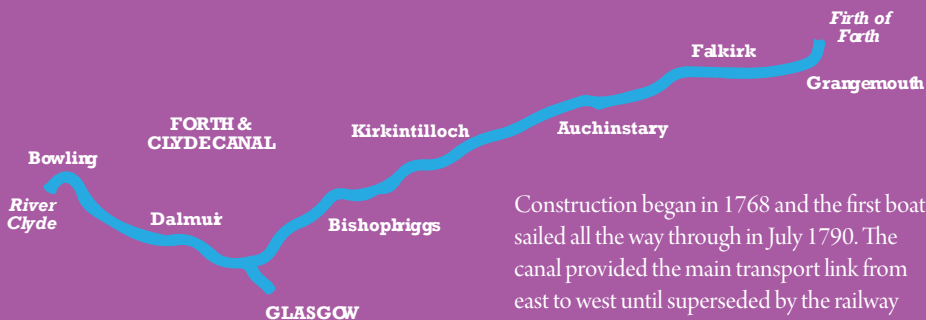 Firth of
Forth
Falkirk
Grangemouth
FORTH &
CLYDE CANAL
Kirkintilloch
Auchinstary
Bowling
River
Clyde
Dalmuir
Bishopbriggs
GLASGOW
Construction began in 1768 and the first boat
sailed all the way through in July 1790. The
canal provided the main transport link from
east to west until superseded by the railway